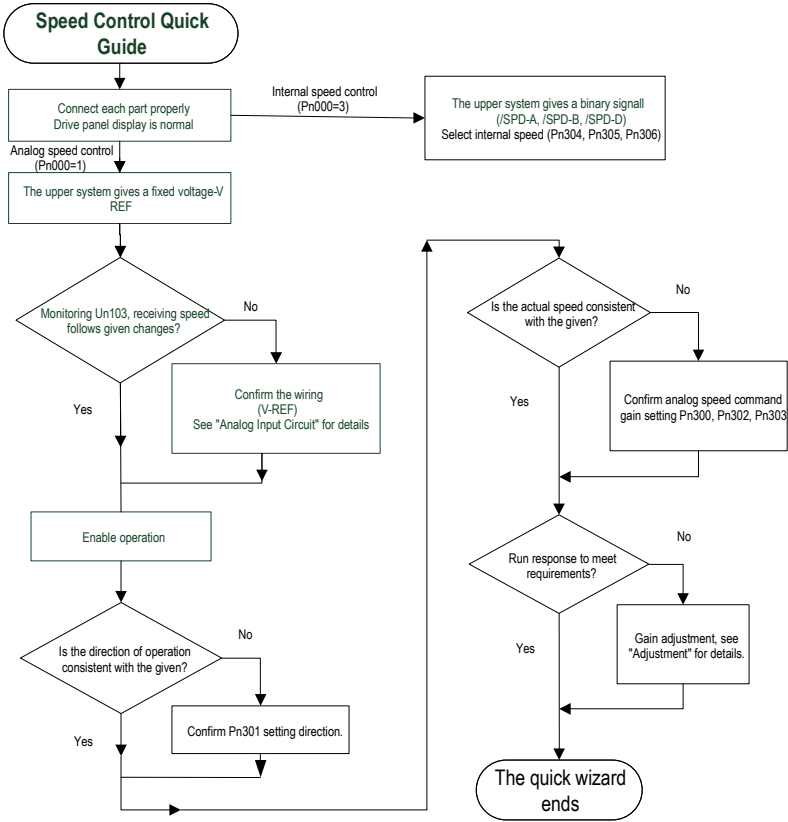 Speed Control Quick
Guide
Connect each part properly
Drive panel display is normal
Internal speed control
(Pn000=3)
The upper system gives a binary signall
(/SPD-A, /SPD-B, /SPD-D)
Select internal speed (Pn304, Pn305, Pn306)
Analog speed control
(Pn000=1)
The upper system gives a fixed voltage-V
REF
Monitoring Un103, receiving speed
follows given changes?
No
Yes
Confirm the wiring
(V-REF)
See "Analog Input Circuit" for details
Enable operation
Is the direction of operation
consistent with the given?
No
Yes
Confirm Pn301 setting direction.
Is the actual speed consistent
with the given?
No
Yes
Confirm analog speed command
gain setting Pn300, Pn302, Pn303
Run response to meet
requirements?
No
Yes
Gain adjustment, see
"Adjustment" for details.
The quick wizard
ends